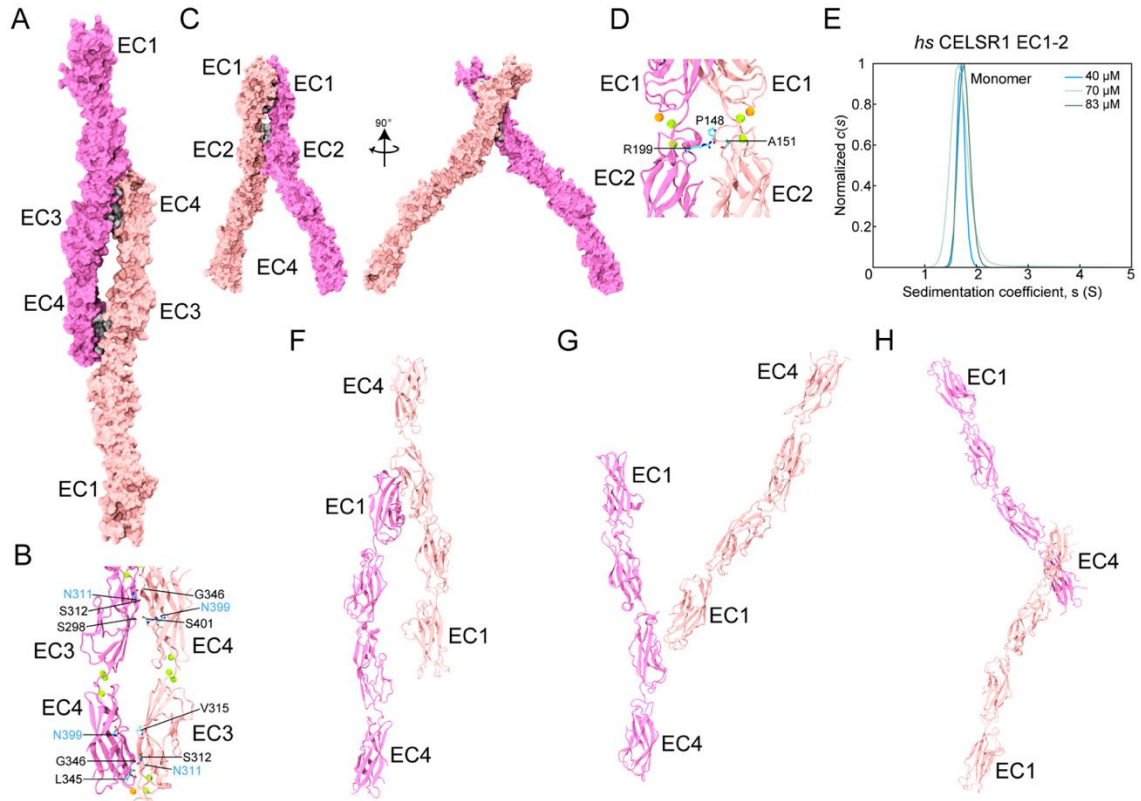 A
EC1
EC3
EC4
EC4
EC3
EC1
B
N311
S312
S298
G346
N399
S401
EC3
EC4
EC4
V315
EC3
N399
G346
S312
L345
N311
C
EC1
EC1
EC2
EC2
EC4
90°
D
EC1
EC1
P148
R199
A151
EC2
EC2
E
hs CELSR1 EC1-2
Monomer
40 µM
70 µM
83 µM
Normalized c(s)
1
0.8
0.6
0.4
0.2
0
0
1
2
3
4
5
Sedimentation coefficient, s (S)
F
EC4
EC1
EC1
EC4
G
EC4
EC1
EC1
EC4
H
EC1
EC4
EC1